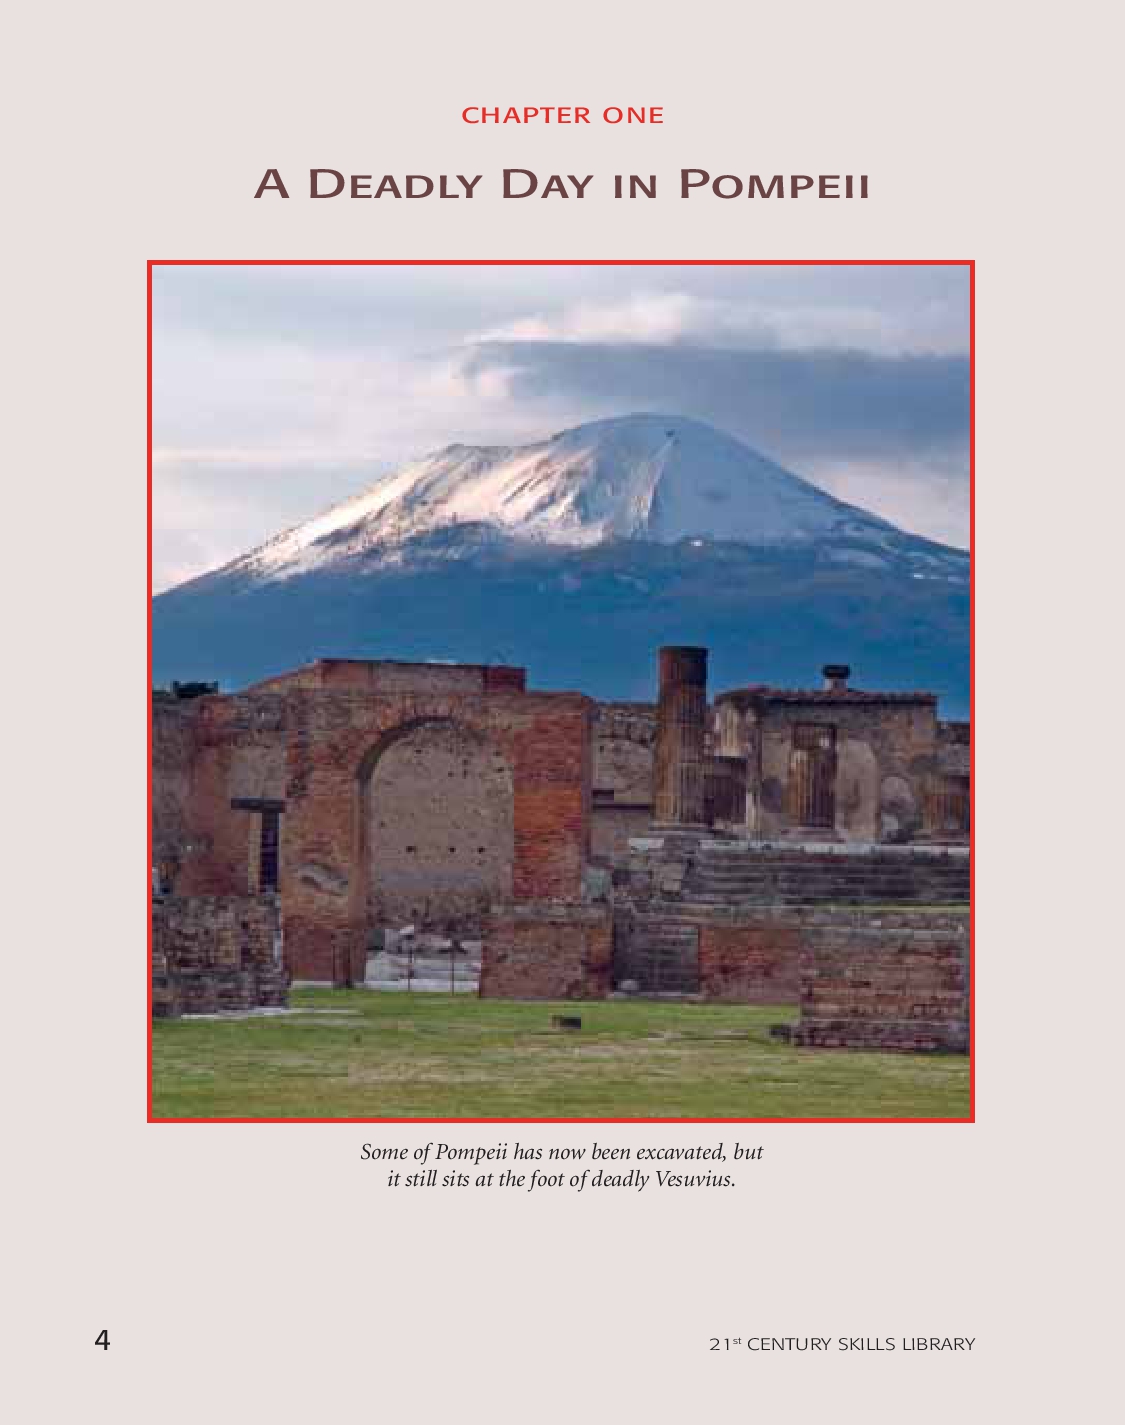 CHAPTER ONE
A DEADLY DAY IN POMPEII
Some of Pompeii has now been excavated, but
it still sits at the foot of deadly Vesuvius.
4
21st CENTURY SKILLS LIBRARY